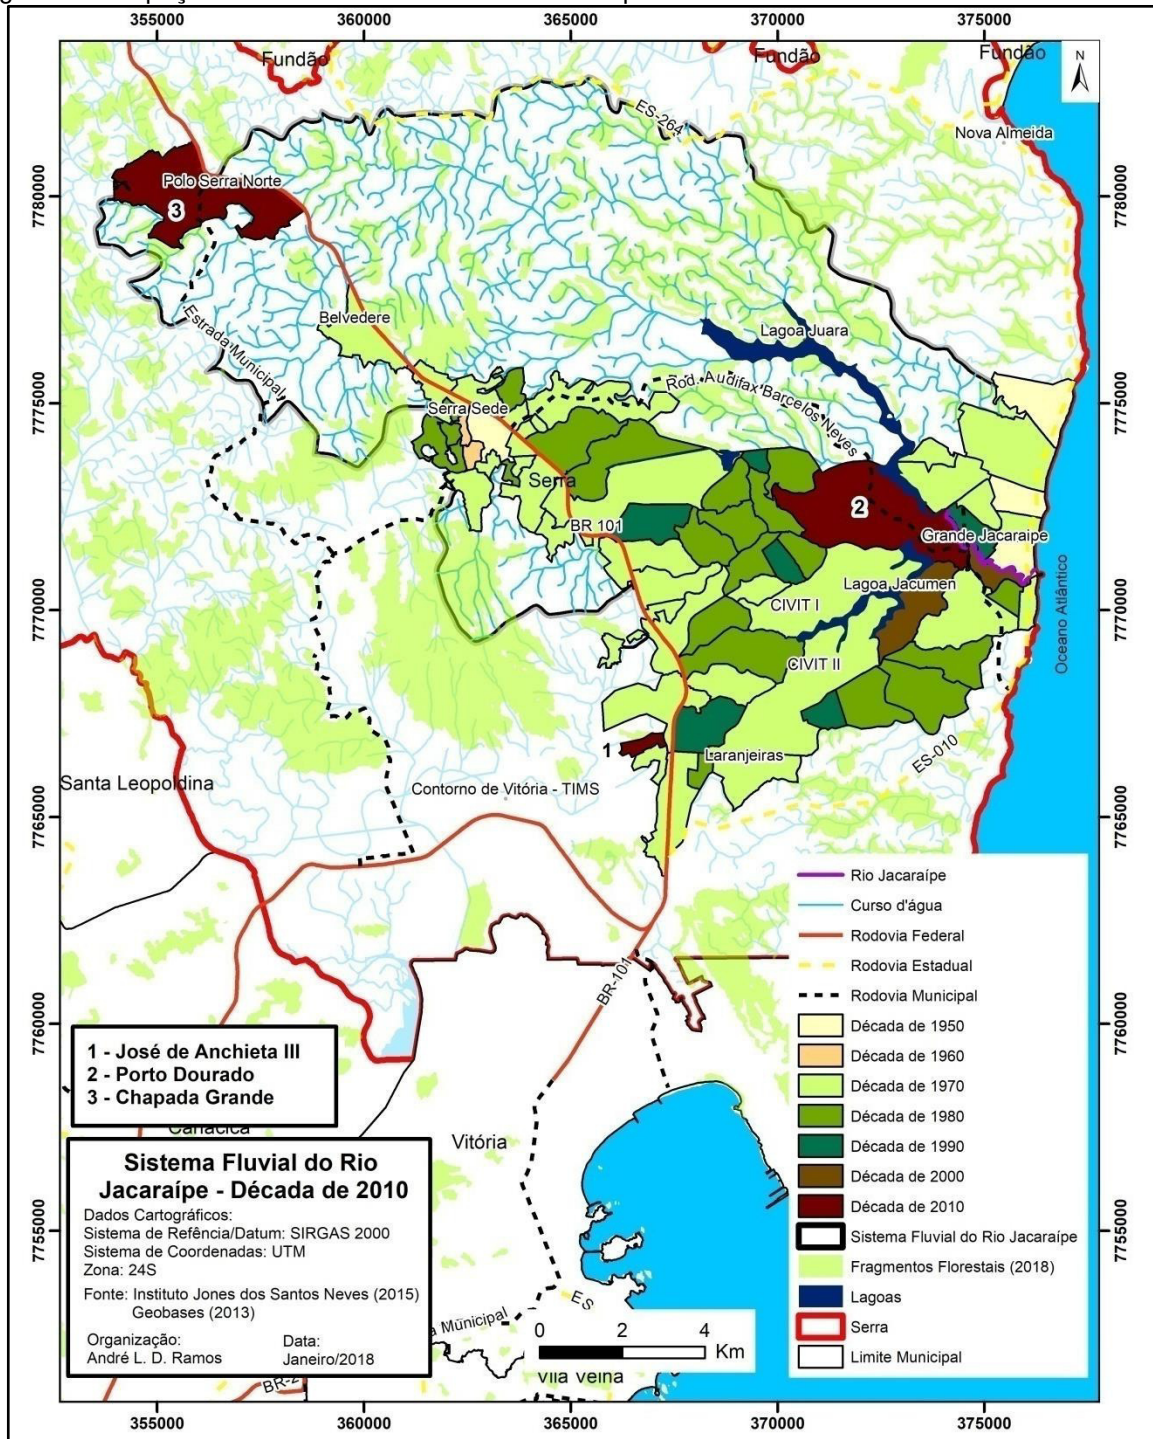 355000 360000 365000 370000 375000
Fundão Fundão Fundão
N
ES-264
Nova Almeida
Polo Serra Norte
3
7780000 7780000
Lagoa Juara
Belvedere
Estrada Municipal
Rod. Audifax Barcelos Neves
7775000 7775000
Serra Sede
Serra
2
BR 101
Grande Jacaraipe
Lagoa Jacumen
CIVIT I
7770000 7770000
Oceano Atlântico
CIVIT II
1
Laranjeiras
ES-010
Santa Leopoldina
Contorno de Vitória - TIMS
7765000 7765000
BR-101
7760000 7760000
Rio Jacaraípe
Curso d'água
Rodovia Federal
Rodovia Estadual
Rodovia Municipal
Década de 1950
Década de 1960
Década de 1970
Década de 1980
Década de 1990
Década de 2000
Década de 2010
Sistema Fluvial do Rio Jacaraípe
Fragmentos Florestais (2018)
Lagoas
Serra
Limite Municipal
1 - José de Anchieta III
2 - Porto Dourado
3 - Chapada Grande
Cariacica
Vitória
7755000 7755000
Sistema Fluvial do Rio
Jacaraípe - Década de 2010
Dados Cartográficos:
Sistema de Refência/Datum: SIRGAS 2000
Sistema de Coordenadas: UTM
Zona: 24S
Fonte: Instituto Jones dos Santos Neves (2015)
Geobases (2013)
Organização: Data:
André L. D. Ramos Janeiro/2018
ES
Municipal
0 2 4
Km
Vila Velha
BR-2
355000 360000 365000 370000 375000